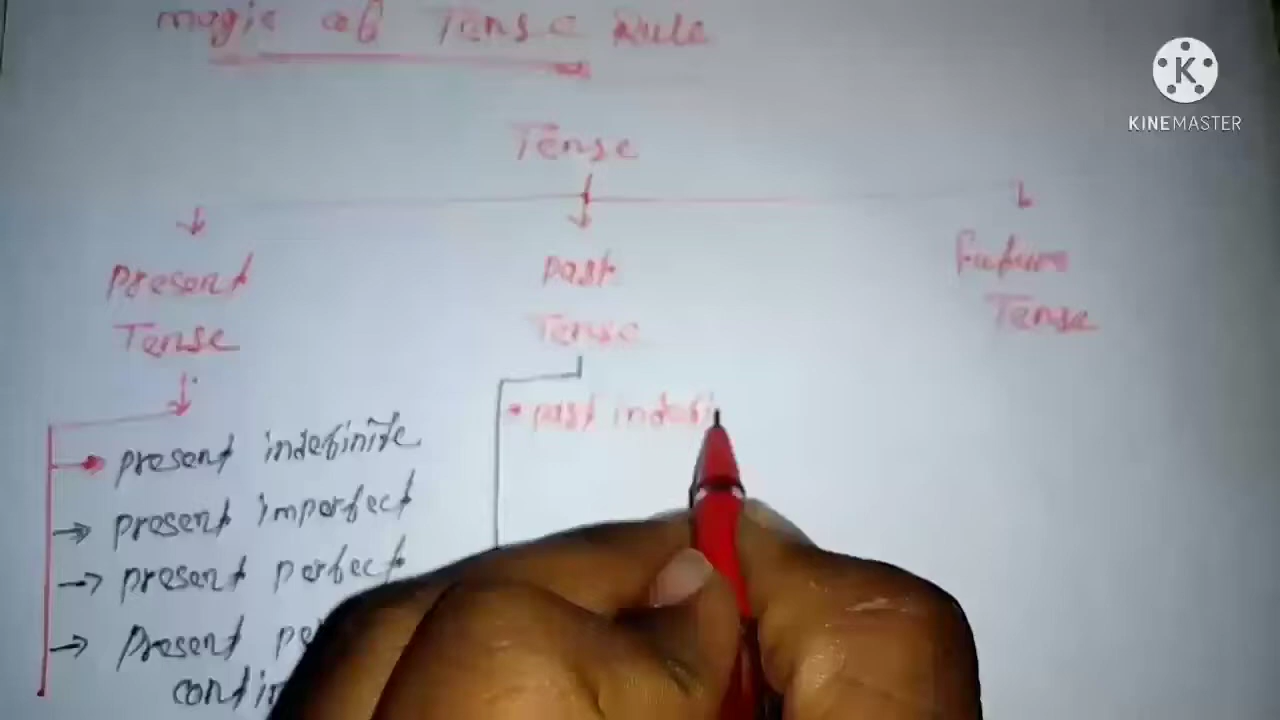 magic of Tense Rule
K
KINEMASTER
Tense
Present
Tense
Past
Tense
future
Tense
present indefinite
present imperfect
present perfect
Present
past